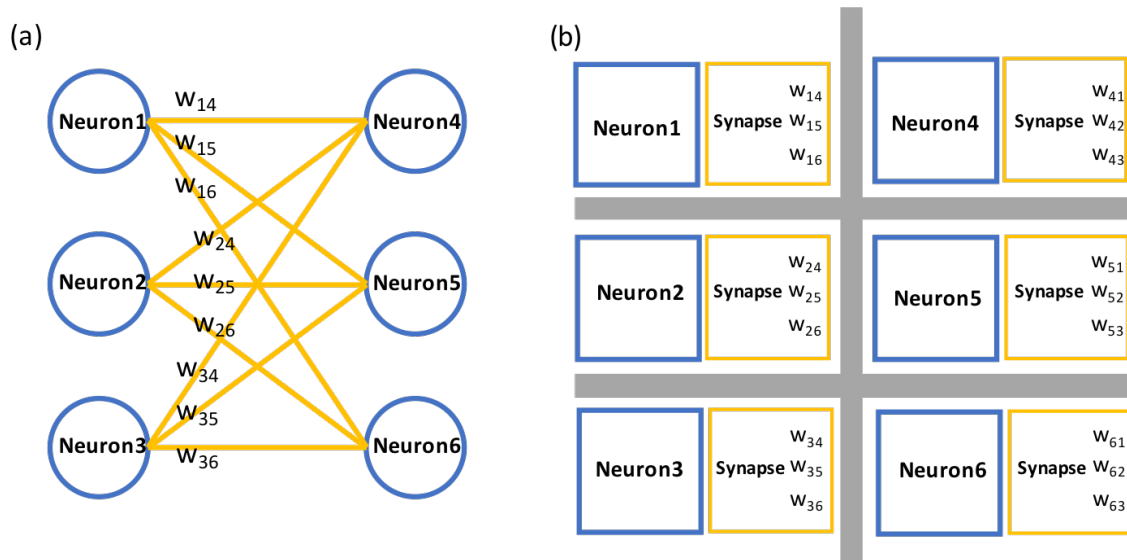 (a)
Neuron1
w14
w15
w16
Neuron4
Neuron2
w24
w25
w26
Neuron5
Neuron3
w34
w35
w36
Neuron6
(b)
Neuron1
Synapse
w14
w15
w16
Neuron4
Synapse
w41
w42
w43
Neuron2
Synapse
w24
w25
w26
Neuron5
Synapse
w51
w52
w53
Neuron3
Synapse
w34
w35
w36
Neuron6
Synapse
w61
w62
w63